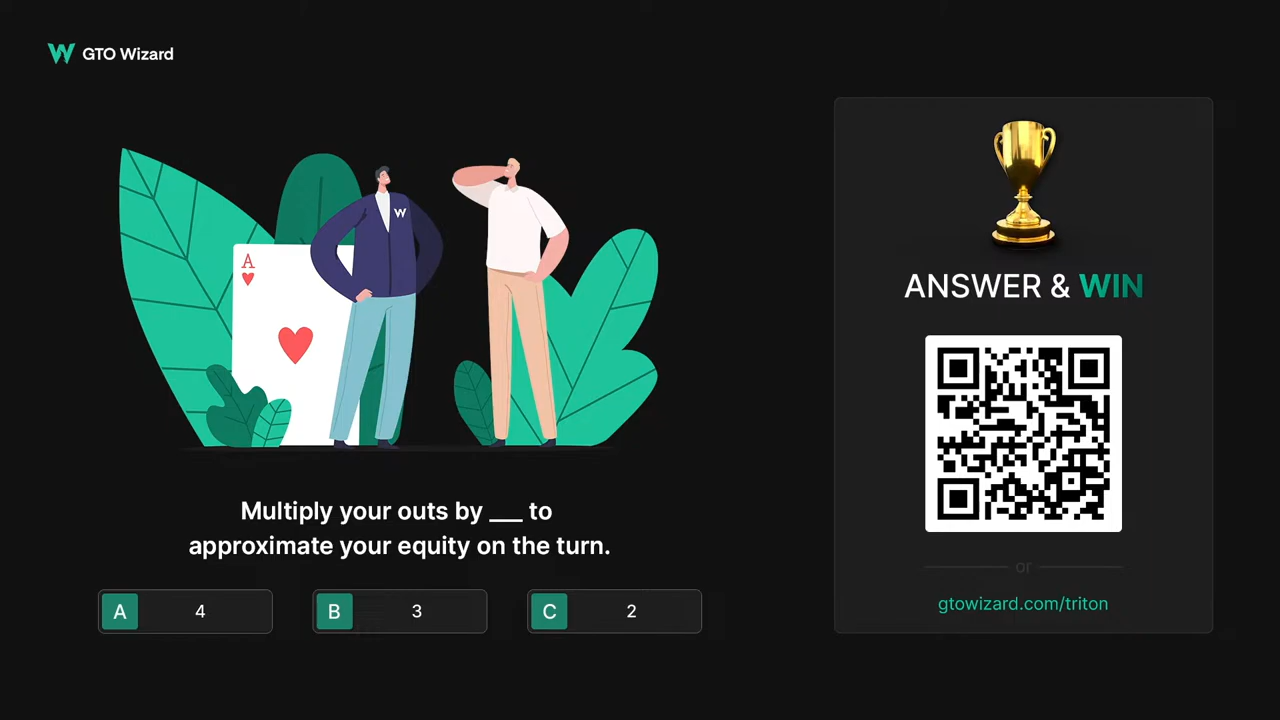 W GTO Wizard
A
W
ANSWER & WIN
Multiply your outs by ___ to
approximate your equity on the turn.
A 4
B 3
C 2
or
gtowizard.com/triton